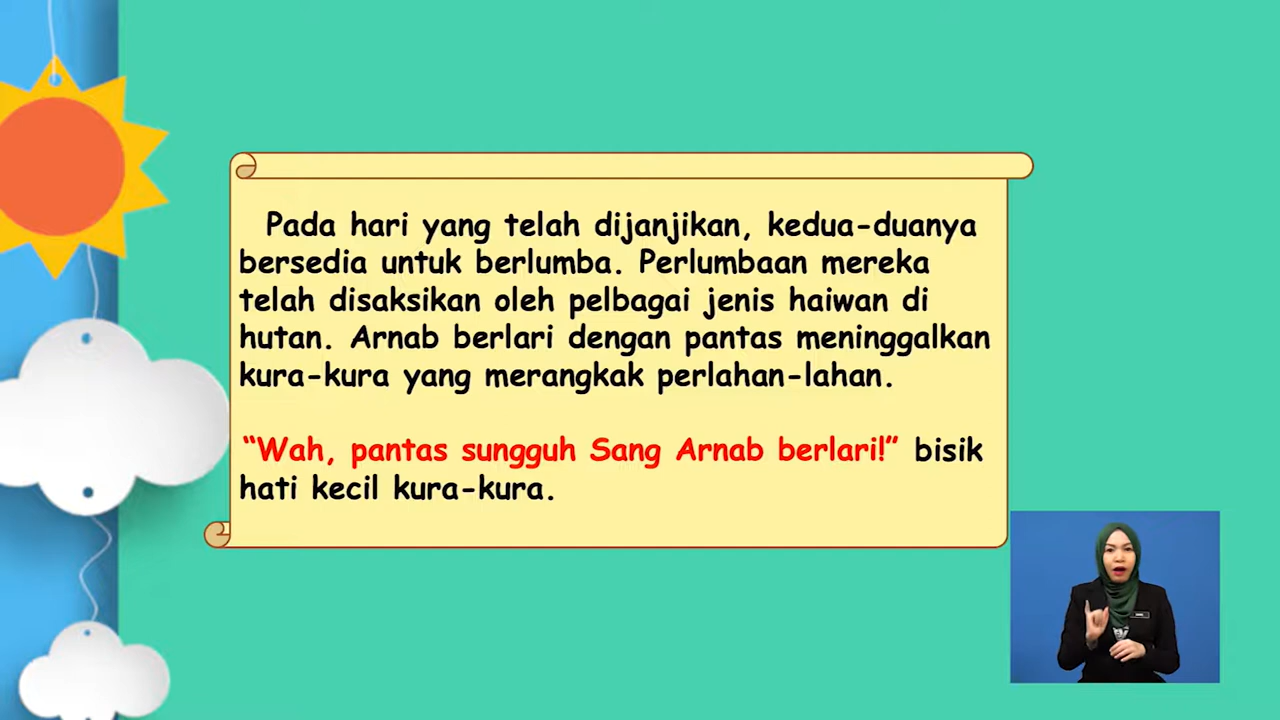 Pada hari yang telah dijanjikan, kedua-duanya
bersedia untuk berlumba. Perlumbaan mereka
telah disaksikan oleh pelbagai jenis haiwan di
hutan. Arnab berlari dengan pantas meninggalkan
kura-kura yang merangkak perlahan-lahan.
“Wah, pantas sungguh Sang Arnab berlari!” bisik
hati kecil kura-kura.